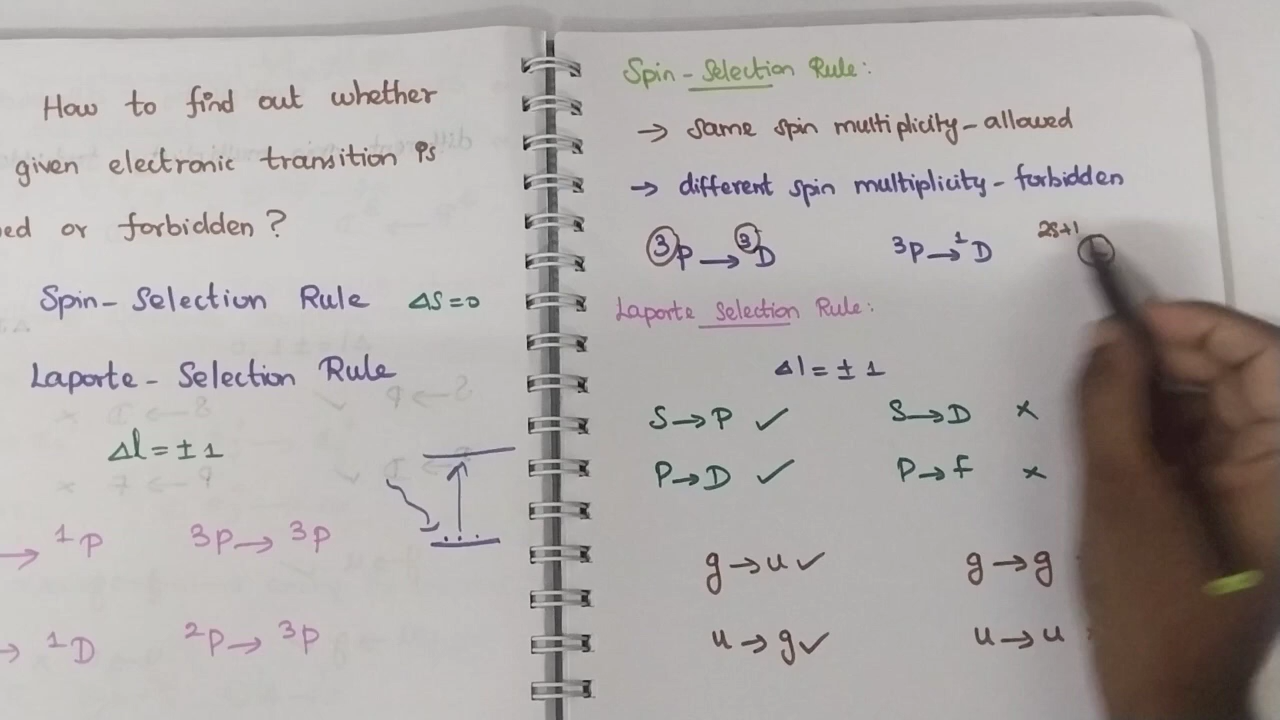 How to find out whether
given electronic transition is
ed or forbidden?
Spin-Selection Rule ΔS=0
Laporte-Selection Rule
Δl=±1
→ ¹P ³P→ ³P
→ ¹D ²P→ ³P
Spin-Selection Rule:
→ same spin multiplicity-allowed
→ different spin multiplicity-forbidden
³P→³D ³P→¹D 2S+1
Laporte Selection Rule:
Δl=±1
S→P ✓ S→D ×
P→D ✓ P→f ×
g→u✓ g→g
u→g✓ u→u